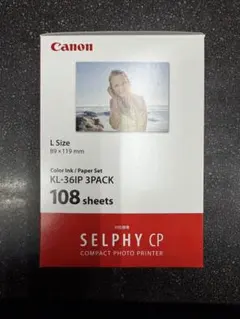 Canon
L Size
89 × 119 mm
Color Ink / Paper Set
KL-36IP 3PACK
108 sheets
SELPHY CP
COMPACT PHOTO PRINTER